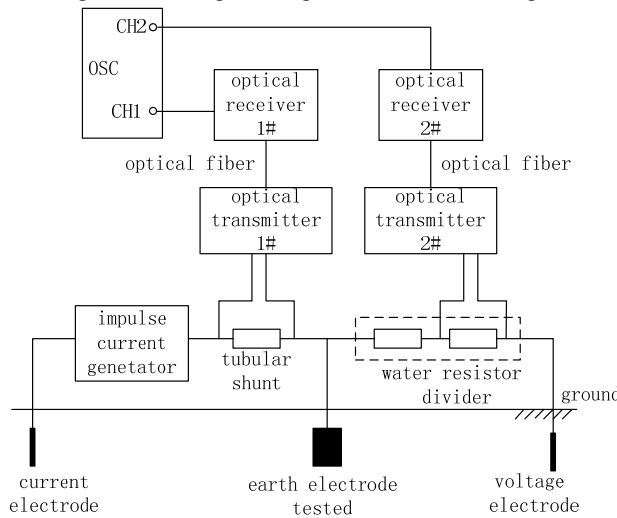 CH2
OSC
CH1
optical
receiver
1#
optical
receiver
2#
optical fiber
optical fiber
optical
transmitter
1#
optical
transmitter
2#
impulse
current
genetator
tubular
shunt
water resistor
divider
ground
current
electrode
earth electrode
tested
voltage
electrode